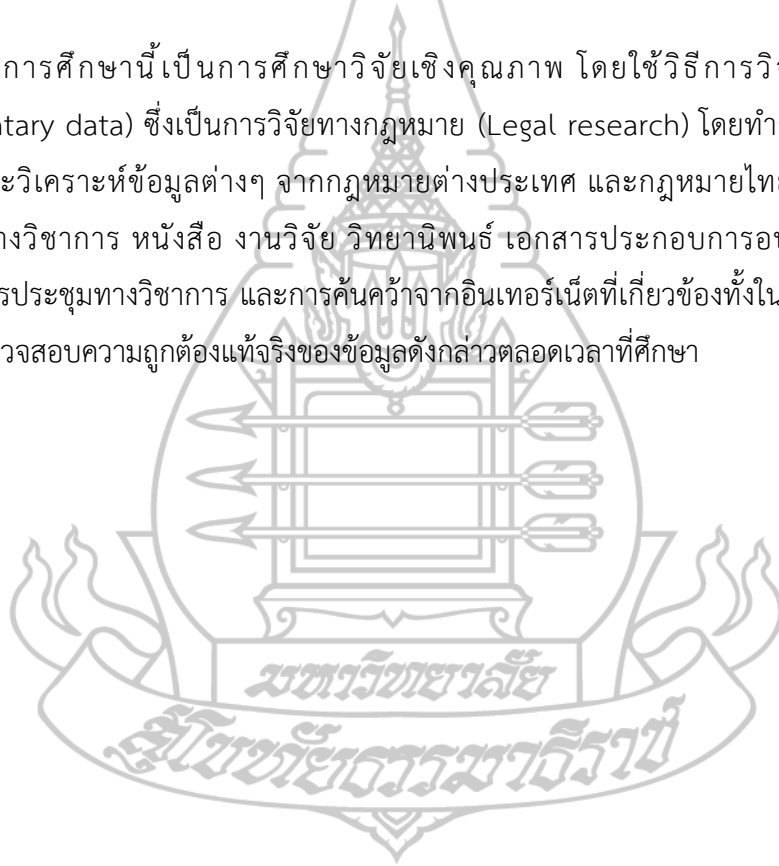 การศึกษานี้เป็นการศึกษาวิจัยเชิงคุณภาพ โดยใช้วิธีการวิจ
ntary data) ซึ่งเป็นการวิจัยทางกฎหมาย (Legal research) โดยทำ
ะวิเคราะห์ข้อมูลต่างๆ จากกฎหมายต่างประเทศ และกฎหมายไทย
างวิชาการ หนังสือ งานวิจัย วิทยานิพนธ์ เอกสารประกอบการอบ
รประชุมทางวิชาการ และการค้นคว้าจากอินเทอร์เน็ตที่เกี่ยวข้องทั้งใน
วจสอบความถูกต้องแท้จริงของข้อมูลดังกล่าวตลอดเวลาที่ศึกษา
มหาวิทยาลัย
สุโขทัยธรรมาธิราช